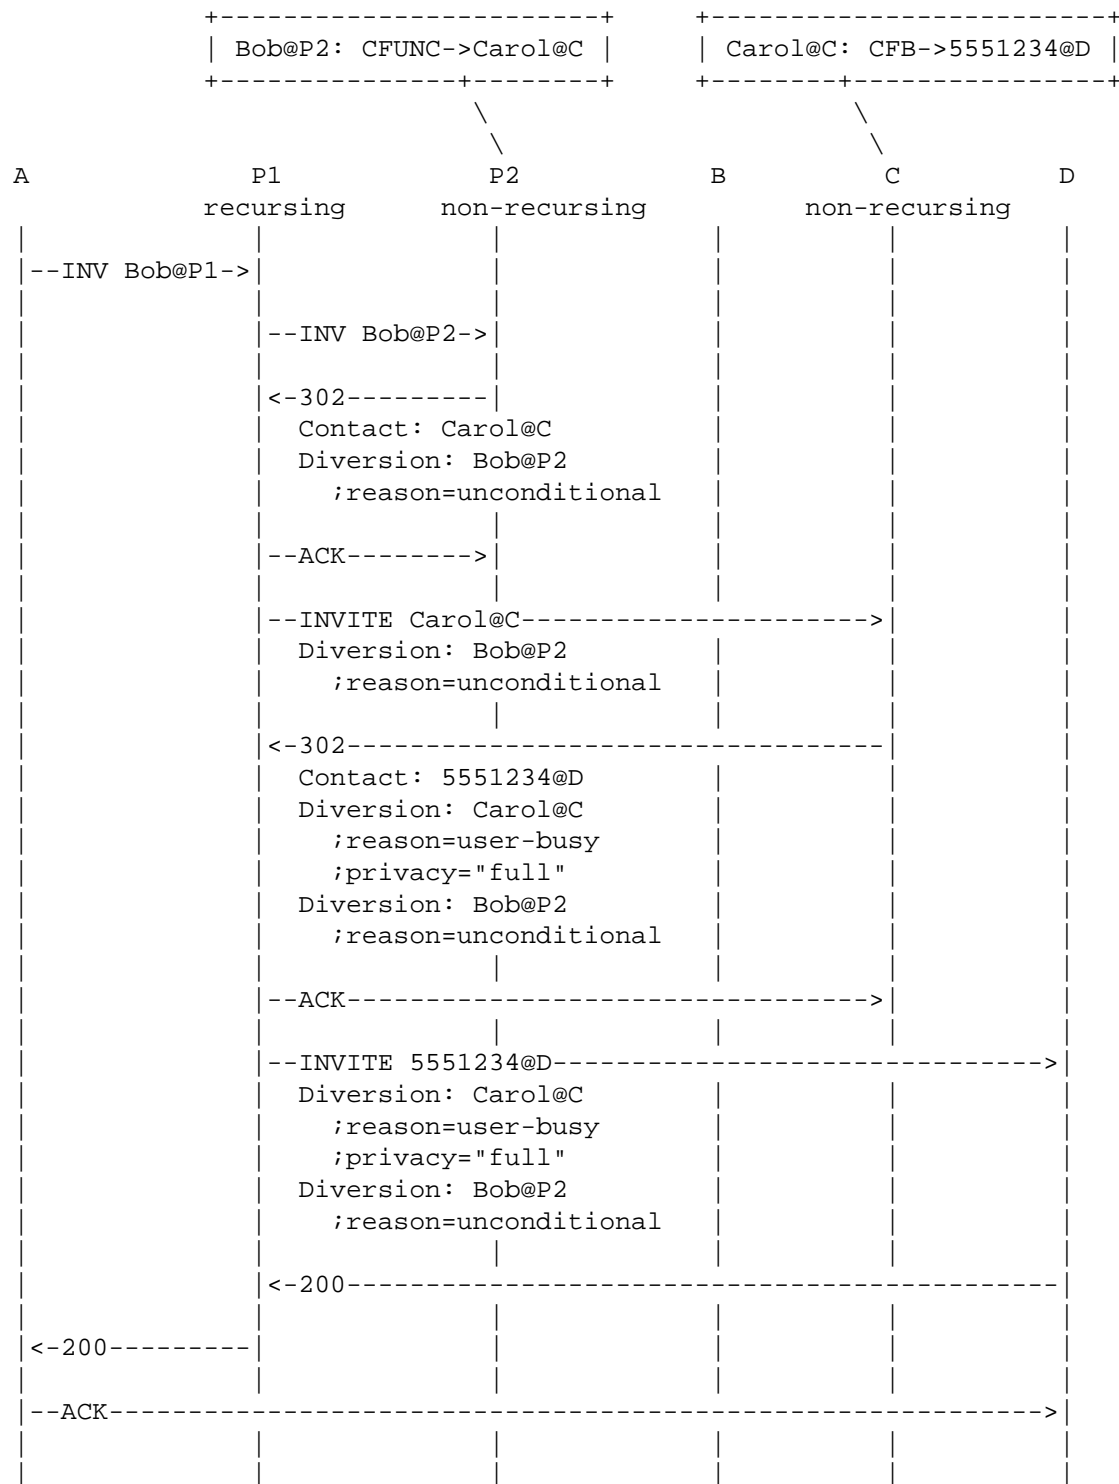 Bob@P2: CFUNC->Carol@C | Carol@C: CFB->5551234@D
A P1 P2 B C D
recursing non-recursing non-recursing
--INV Bob@P1->
--INV Bob@P2->
<-302---------
Contact: Carol@C
Diversion: Bob@P2
;reason=unconditional
--ACK-------->
--INVITE Carol@C---------------------->
Diversion: Bob@P2
;reason=unconditional
<-302----------------------------------
Contact: 5551234@D
Diversion: Carol@C
;reason=user-busy
;privacy="full"
Diversion: Bob@P2
;reason=unconditional
--ACK--------------------------------->
--INVITE 5551234@D------------------------------->
Diversion: Carol@C
;reason=user-busy
;privacy="full"
Diversion: Bob@P2
;reason=unconditional
<-200---------------------------------------------
<-200---------
--ACK----------------------------------------------------------->